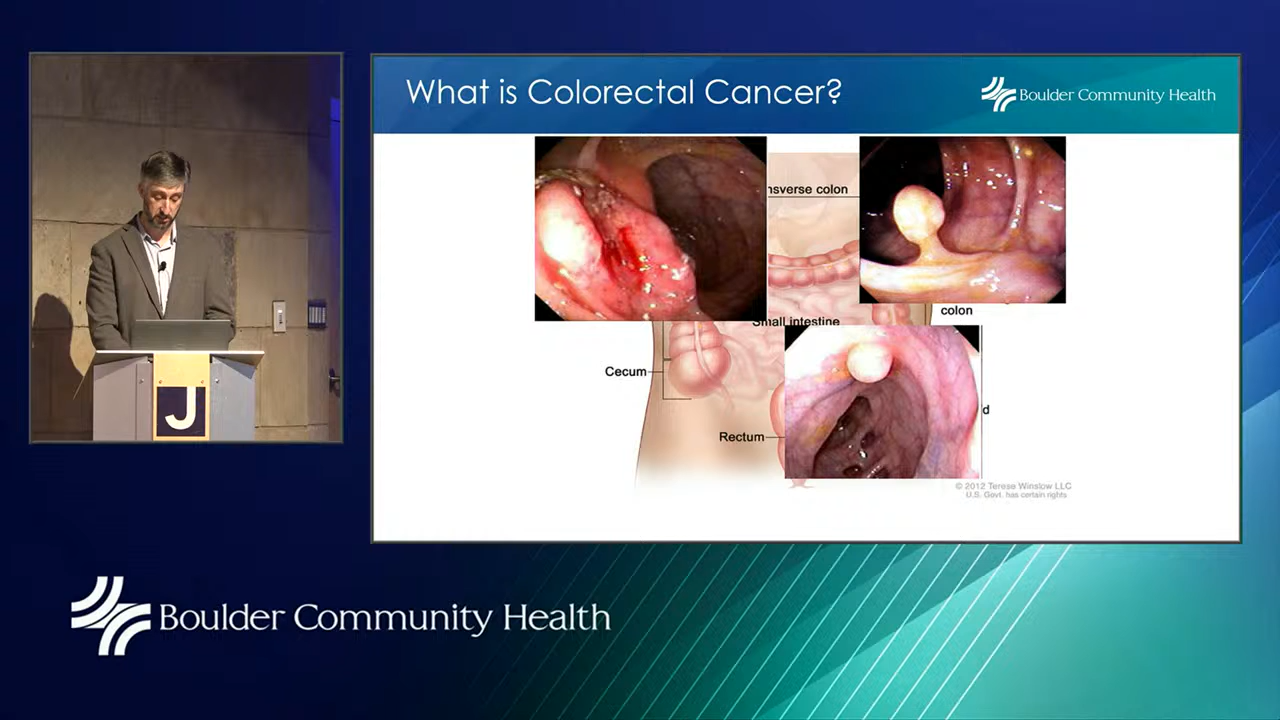 What is Colorectal Cancer?
Boulder Community Health
nsverse colon
colon
Small intestine
Cecum
d
Rectum
© 2012 Terese Winslow LLC
U.S. Govt. has certain rights
J
Boulder Community Health